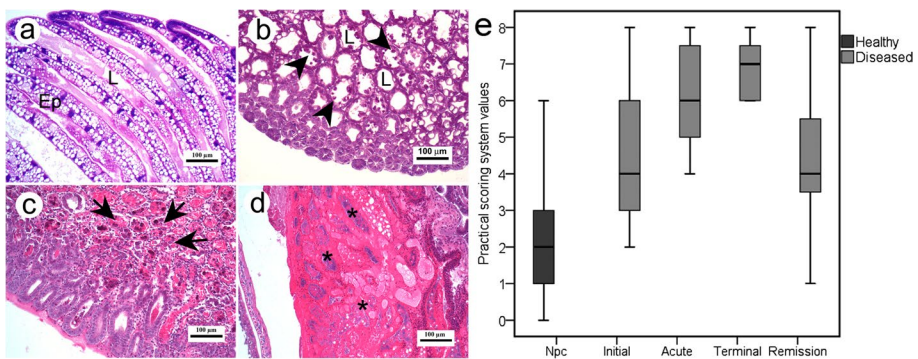 a
L
Ep
100 µm
b
L
L
100 µm
c
100 µm
d
*
*
*
100 µm
e
Practical scoring system values
8
7
6
5
4
3
2
1
0
Npc
Initial
Acute
Terminal
Remission
Healthy
Diseased